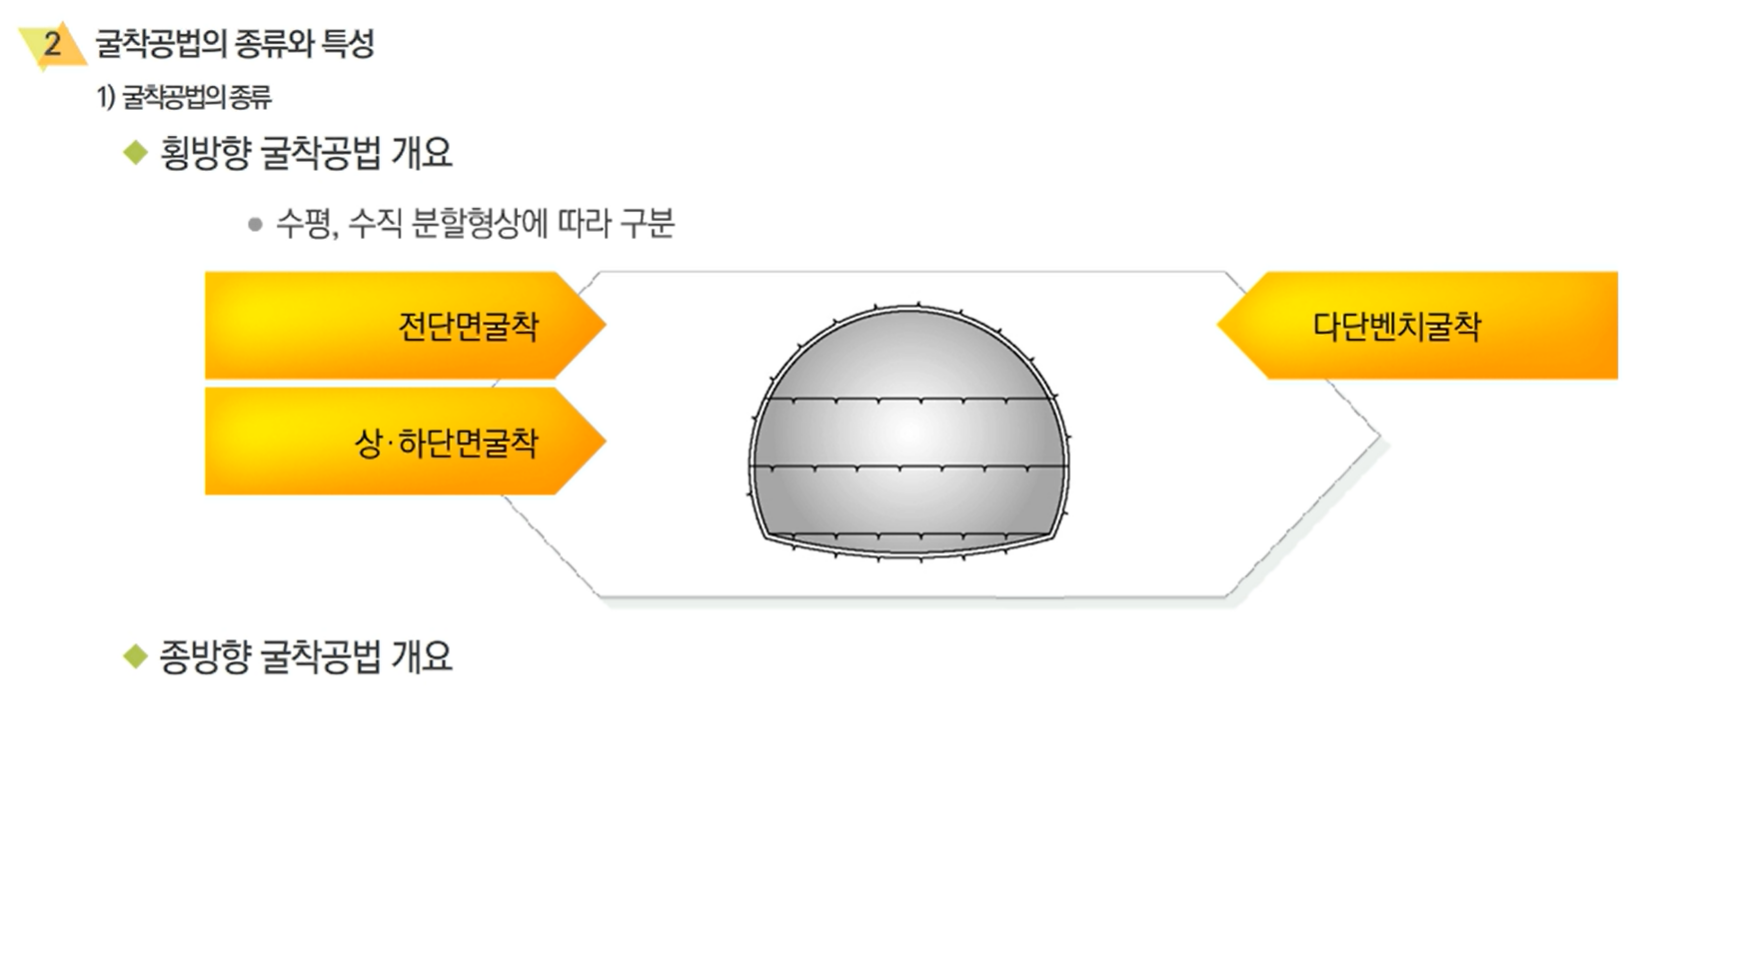 2 굴착공법의 종류와 특성
1) 굴착공법의 종류
횡방향 굴착공법 개요
수평, 수직 분할형상에 따라 구분
전단면굴착
다단벤치굴착
상·하단면굴착
종방향 굴착공법 개요